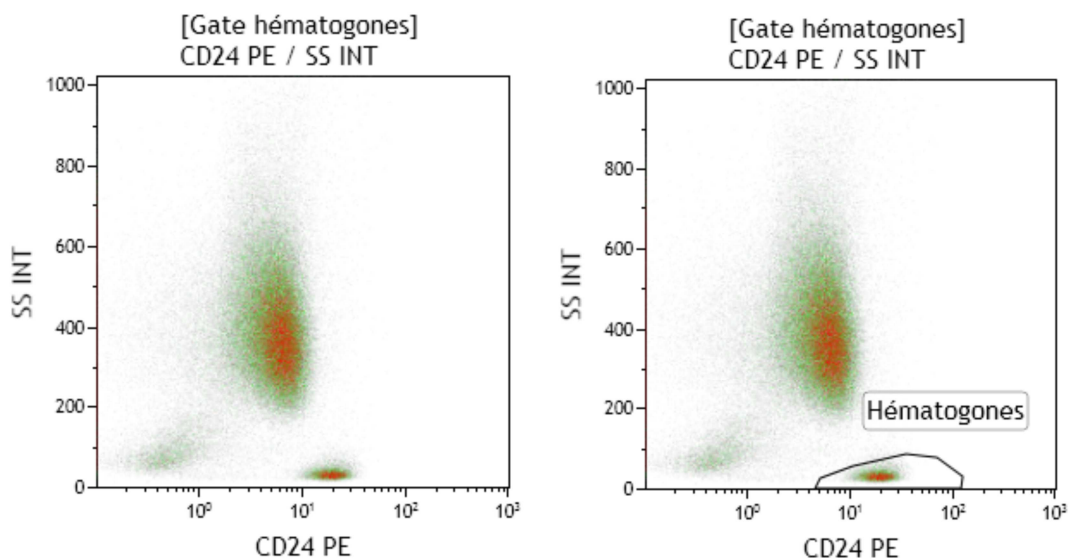 [Gate hématogones]
CD24 PE / SS INT
1000
800
600
400
200
0
SS INT
10⁰
10¹
10²
10³
CD24 PE
[Gate hématogones]
CD24 PE / SS INT
1000
800
600
400
200
0
SS INT
Hématogones
10⁰
10¹
10²
10³
CD24 PE